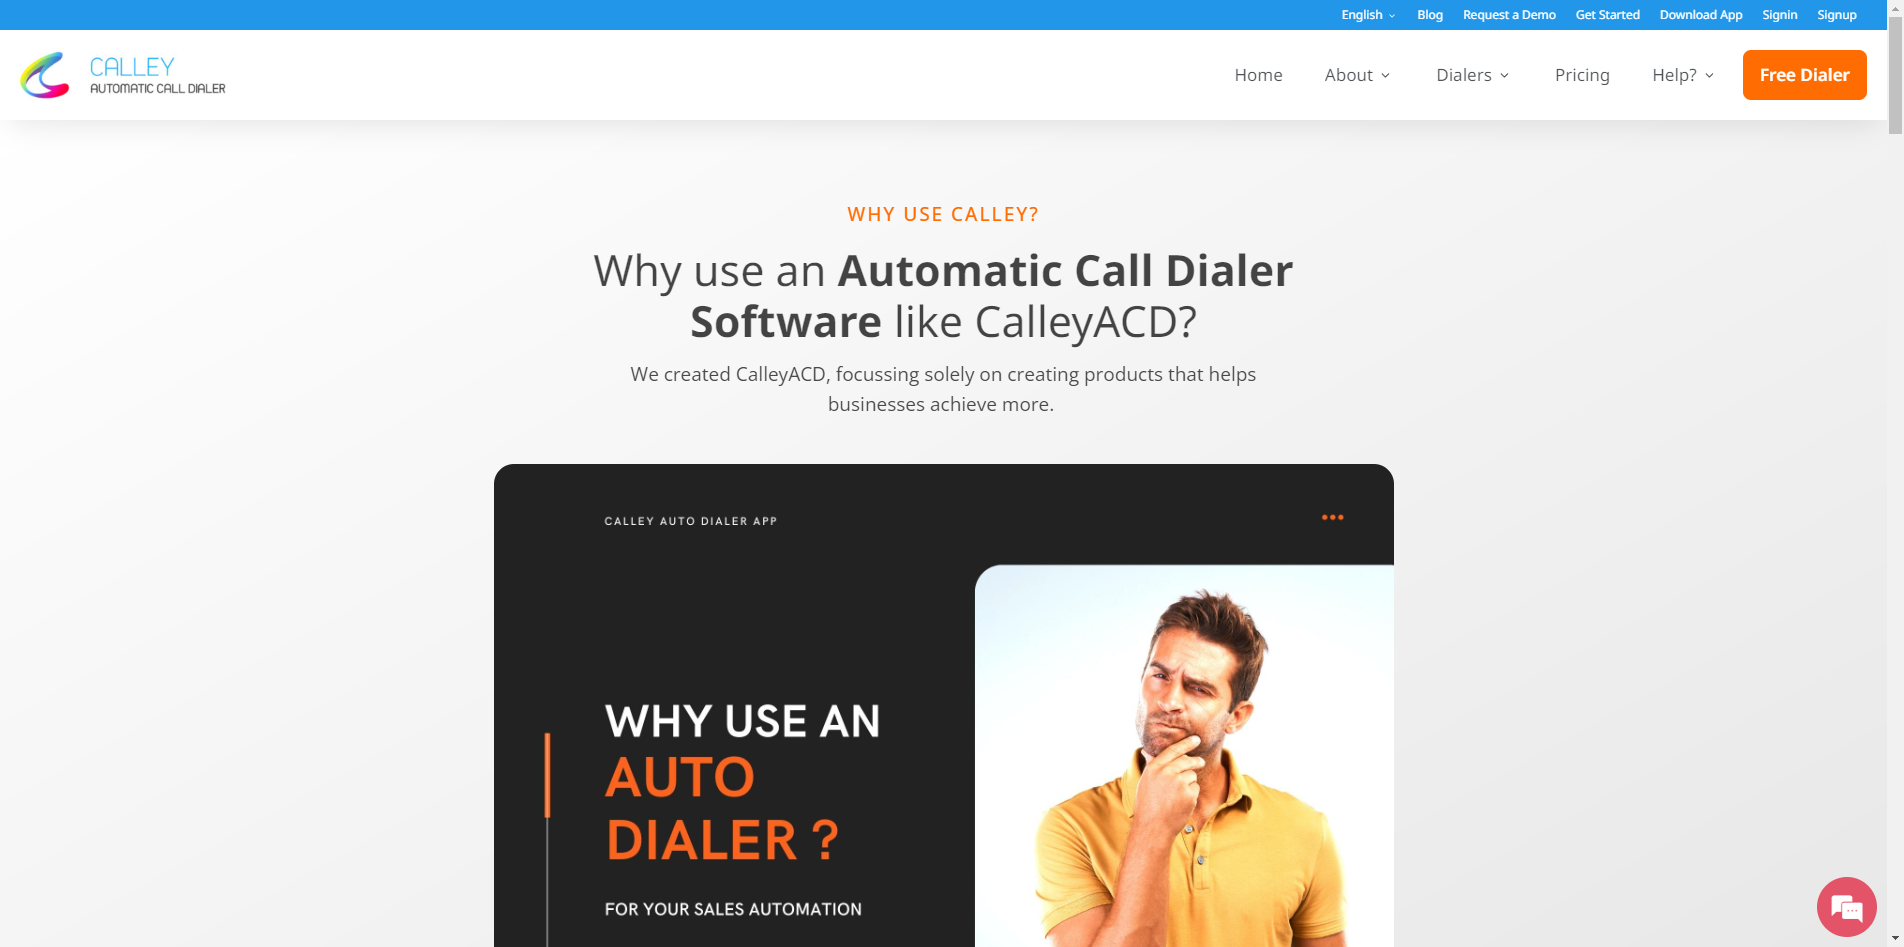 English
Blog
Request a Demo
Get Started
Download App
Signin
Signup
CALLEY
AUTOMATIC CALL DIALER
Home
About
Dialers
Pricing
Help?
Free Dialer
WHY USE CALLEY?
Why use an Automatic Call Dialer
Software like CalleyACD?
We created CalleyACD, focussing solely on creating products that helps
businesses achieve more.
CALLEY AUTO DIALER APP
WHY USE AN
AUTO
DIALER ?
FOR YOUR SALES AUTOMATION